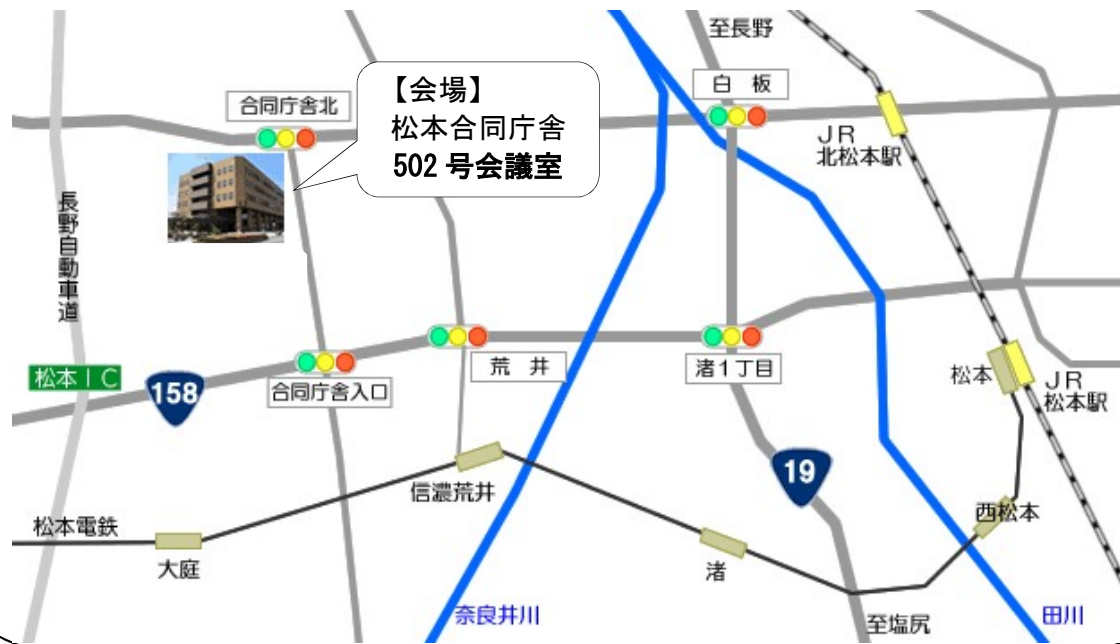 至長野
白 板
合同庁舎北
【会場】
松本合同庁舎
502 号会議室
JR
北松本駅
長野自動車道
松本IC
158
合同庁舎入口
荒 井
渚1丁目
松本
JR
松本駅
19
信濃荒井
松本電鉄
大庭
渚
西松本
奈良井川
至塩尻
田川